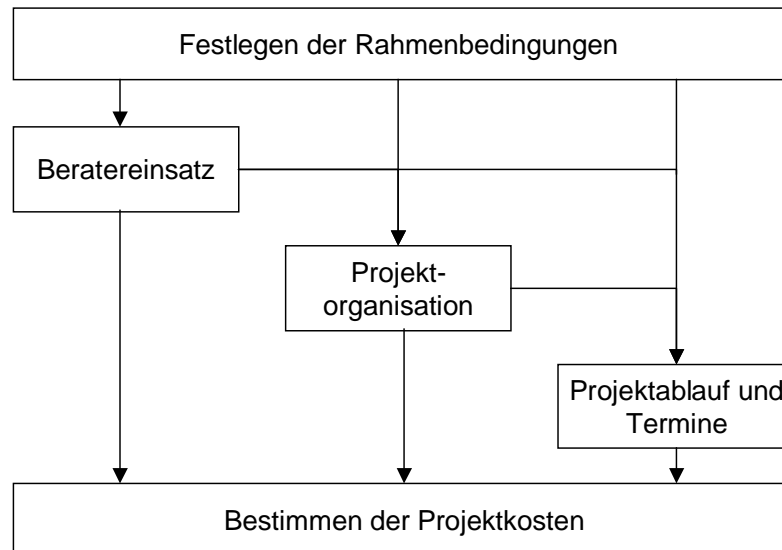 Festlegen der Rahmenbedingungen
Beratereinsatz
Projekt-
organisation
Projektablauf und
Termine
Bestimmen der Projektkosten